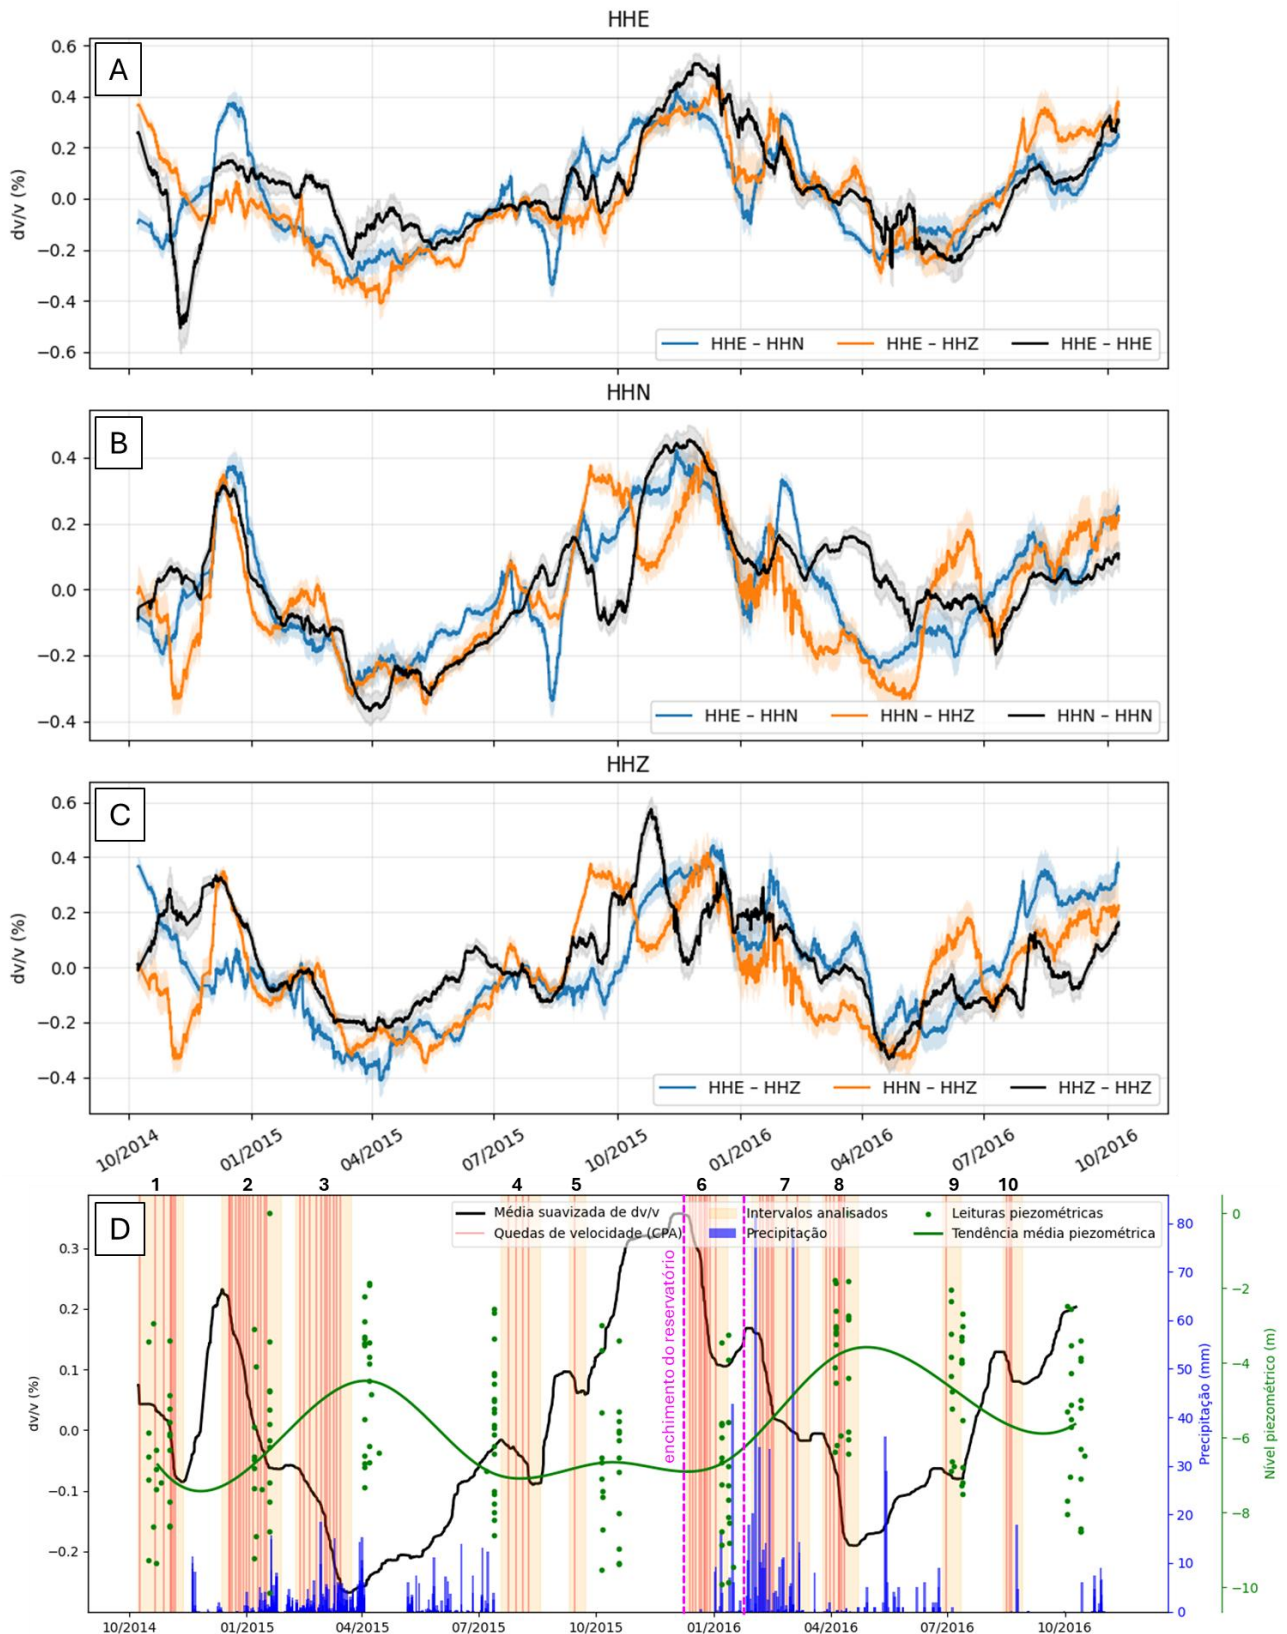 HHE
A
0.6
0.4
0.2
0.0
−0.2
−0.4
−0.6
dv/v (%)
HHE – HHN
HHE – HHZ
HHE – HHE
HHN
B
0.4
0.2
0.0
−0.2
−0.4
HHE – HHN
HHN – HHZ
HHN – HHN
HHZ
C
0.6
0.4
0.2
0.0
−0.2
−0.4
dv/v (%)
HHE – HHZ
HHN – HHZ
HHZ – HHZ
10/2014
01/2015
04/2015
07/2015
10/2015
01/2016
04/2016
07/2016
10/2016
1 2 3 4 5 6 7 8 9 10
D
Média suavizada de dv/v
Quedas de velocidade (CPA)
Intervalos analisados
Precipitação
Leituras piezométricas
Tendência média piezométrica
enchimento do reservatório
0.3
0.2
0.1
0.0
−0.1
−0.2
dv/v (%)
80
70
60
50
40
30
20
10
0
Precipitação (mm)
0
−2
−4
−6
−8
−10
Nível piezométrico (m)
10/2014
01/2015
04/2015
07/2015
10/2015
01/2016
04/2016
07/2016
10/2016